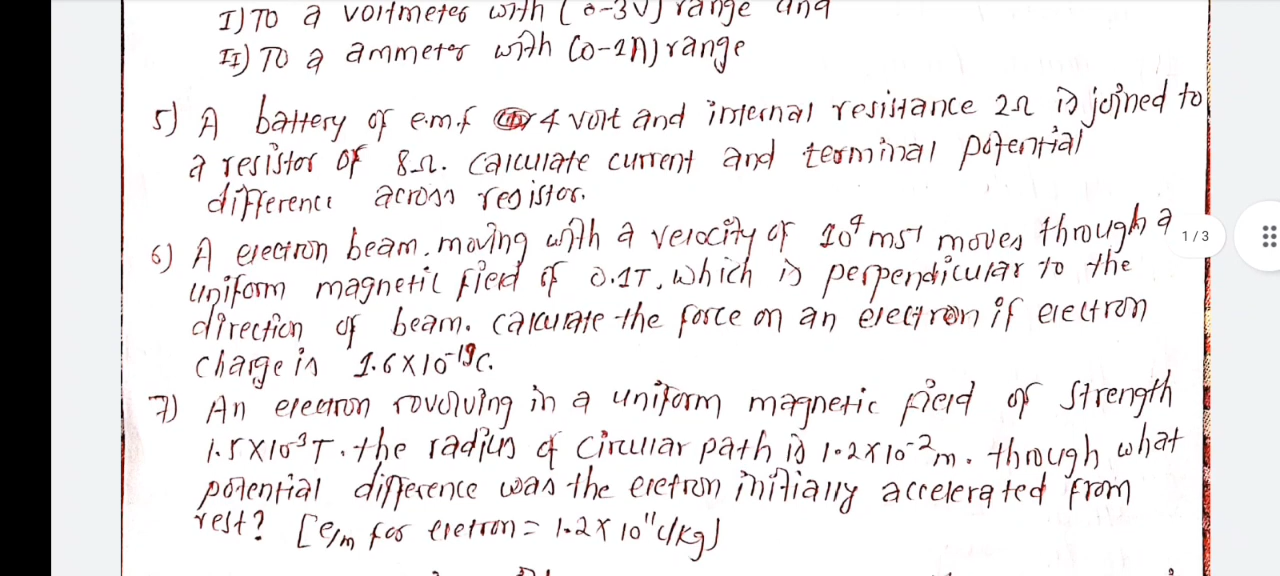 I) To a voltmeter with (0-3V) range and
II) To a ammeter with (0-1A) range
5) A battery of e.m.f 4 volt and internal resistance 2Ω is joined to
a resistor of 8Ω. Calculate current and terminal potential
difference across resistor.
6) A electron beam. moving with a velocity of 10⁴ ms⁻¹ moves through a
uniform magnetic field of 0.1T, which is perpendicular to the
direction of beam. Calculate the force on an electron if electron
charge is 1.6×10⁻¹⁹C.
7) An electron rovolving in a uniform magnetic field of strength
1.5×10⁻³T. the radius of circular path is 1.2×10⁻²m. through what
potential difference was the eletron initially accelerated from
rest? [e/m for eletron = 1.2×10¹¹ c/kg]
1/3